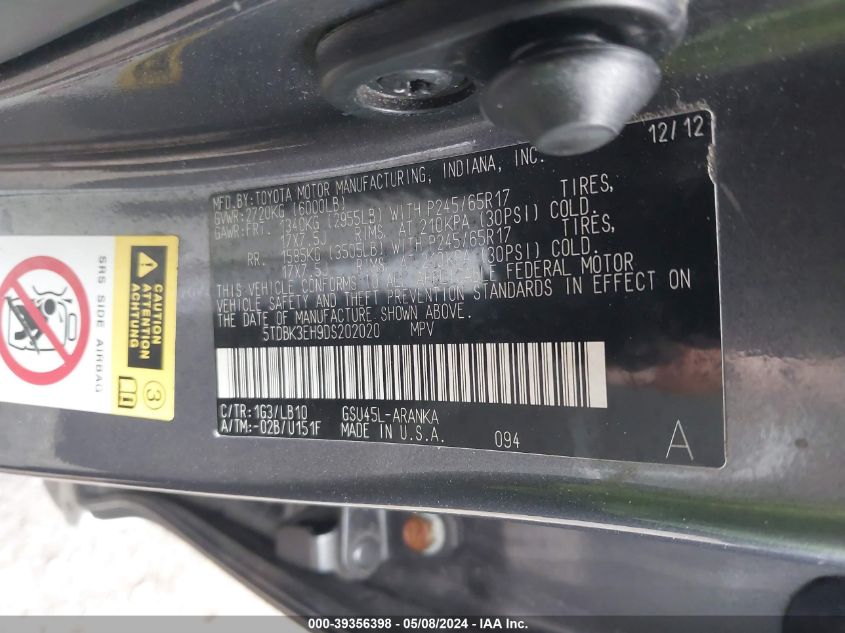 12/12
MFD.BY:TOYOTA MOTOR MANUFACTURING, INDIANA, INC.
GVWR:2720KG (6000LB)
GAWR:FRT. 1340KG (2955LB) WITH P245/65R17 TIRES,
17X7.5J RIMS, AT 210KPA (30PSI) COLD.
RR. 1585KG (3505LB) WITH P245/65R17 TIRES,
17X7.5J RIMS, AT 210KPA (30PSI) COLD.
THIS VEHICLE CONFORMS TO ALL APPLICABLE FEDERAL MOTOR
VEHICLE SAFETY AND THEFT PREVENTION STANDARDS IN EFFECT ON
THE DATE OF MANUFACTURE SHOWN ABOVE.
5TDBK3EH9DS202020 MPV
C/TR:1G3/LB10 GSU45L-ARANKA
A/TM:-02B/U151F MADE IN U.S.A.
094
A
CAUTION
ACHTUNG
SRS SIDE AIRBAG
3
000-39356398 - 05/08/2024 - IAAI.COM